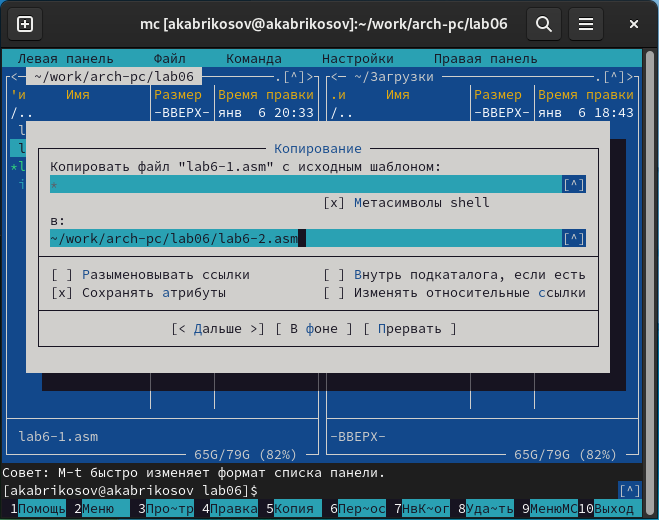 mc [akabrikosov@akabrikosov]:~/work/arch-pc/lab06
Левая панель Файл Команда Настройки Правая панель
<— ~/work/arch-pc/lab06 .[^]> <— ~/Загрузки .[^]>
'и Имя Размер Время правки .и Имя Размер Время правки
/.. -ВВЕРХ- янв 6 20:33 /.. -ВВЕРХ- янв 6 18:43
Копирование
Копировать файл "lab6-1.asm" с исходным шаблоном:
* [^]
[x] Метасимволы shell
в:
~/work/arch-pc/lab06/lab6-2.asm [^]
[ ] Разыменовывать ссылки [ ] Внутрь подкаталога, если есть
[x] Сохранять атрибуты [ ] Изменять относительные ссылки
[< Дальше >] [ В фоне ] [ Прервать ]
lab6-1.asm -ВВЕРХ-
65G/79G (82%) 65G/79G (82%)
Совет: M-t быстро изменяет формат списка панели.
[akabrikosov@akabrikosov lab06]$ [^]
1Помощь 2Меню 3Про~тр 4Правка 5Копия 6Пер~ос 7НвК~ог 8Уда~ть 9МенюМС 10Выход